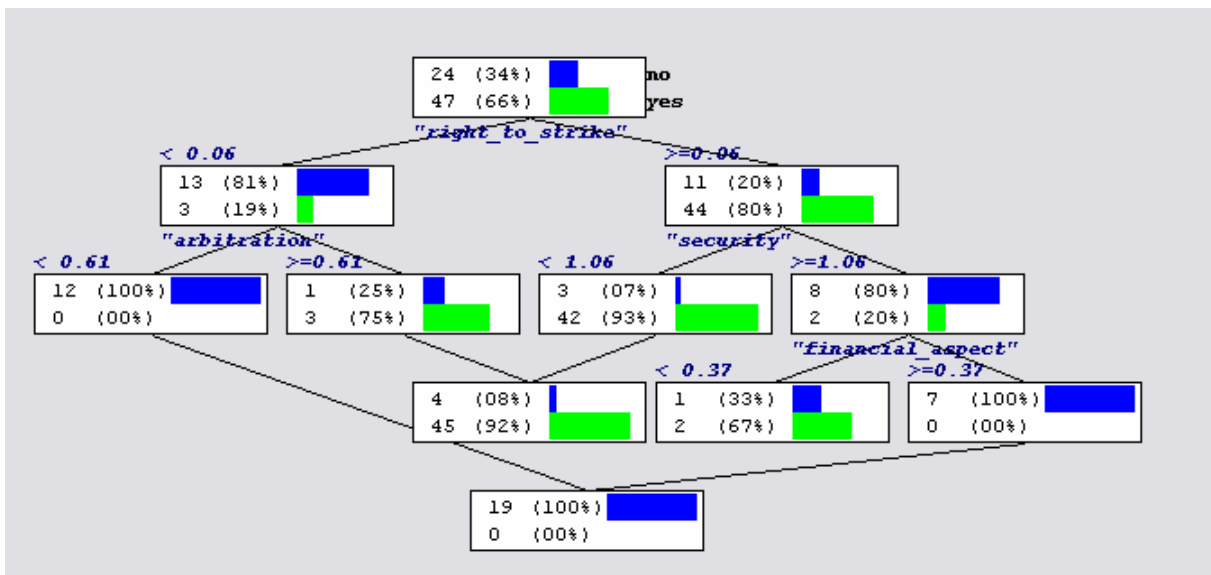 24 (34%) no
47 (66%) yes
"right_to_strike"
< 0.06 >=0.06
13 (81%) 11 (20%)
3 (19%) 44 (80%)
"arbitration" "security"
< 0.61 >=0.61 < 1.06 >=1.06
12 (100%) 1 (25%) 3 (07%) 8 (80%)
0 (00%) 3 (75%) 42 (93%) 2 (20%)
"financial_aspect"
< 0.37 >=0.37
4 (08%) 1 (33%) 7 (100%)
45 (92%) 2 (67%) 0 (00%)
19 (100%)
0 (00%)